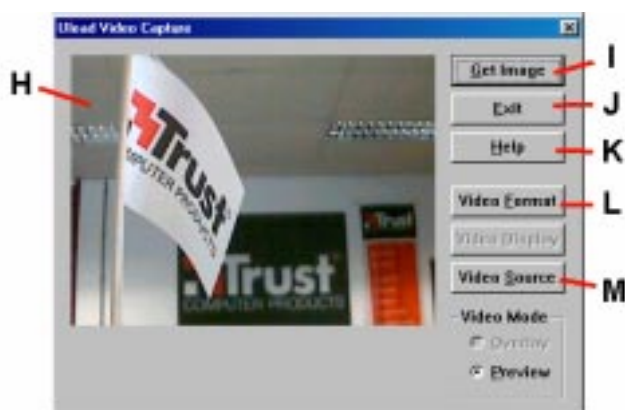 Ulead Video Capture
H
Trust
COMPUTER PRODUCTS
Trust
COMPUTER PRODUCTS
Trust
Get Image
I
Exit
J
Help
K
Video Format
L
Video Display
Video Source
M
Video Mode
Overlay
Preview